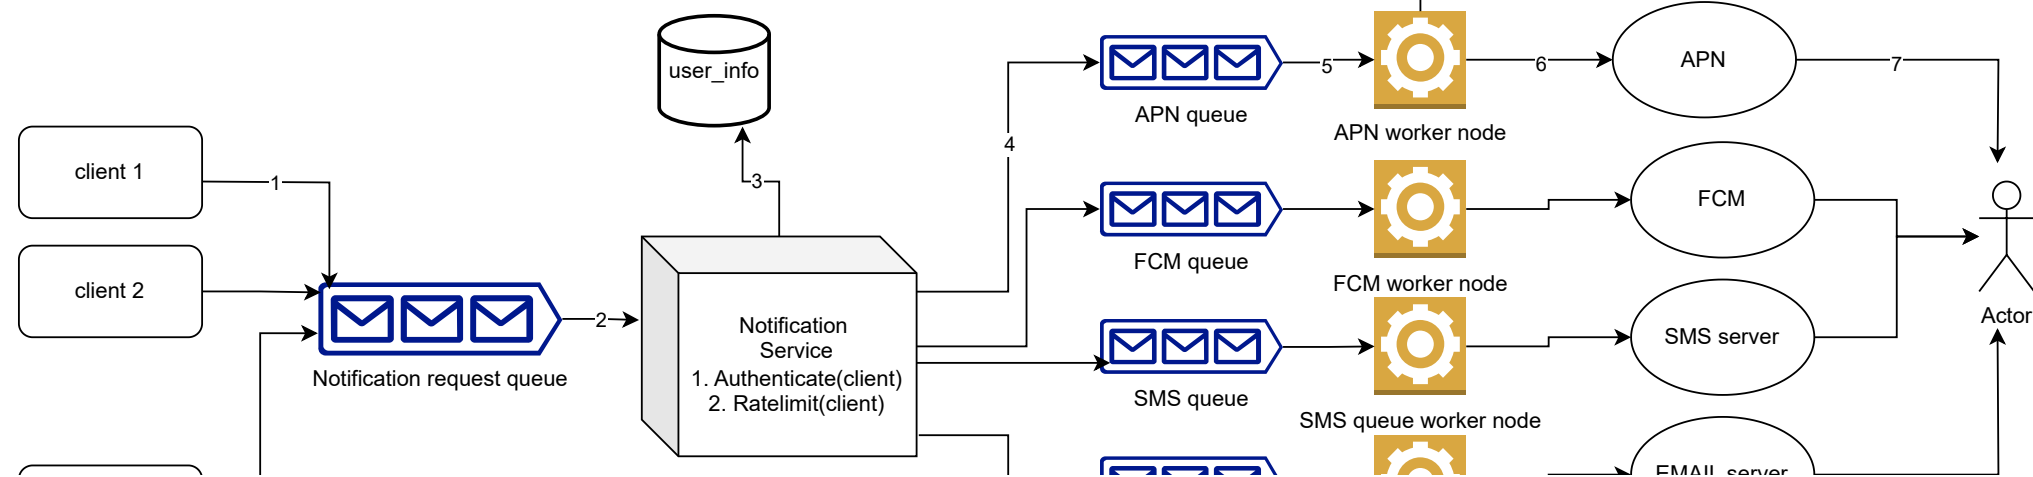 user_info
client 1
client 2
1
2
3
Notification request queue
Notification
Service
1. Authenticate(client)
2. Ratelimit(client)
4
APN queue
5
APN worker node
6
APN
7
FCM queue
FCM worker node
FCM
SMS queue
SMS queue worker node
SMS server
EMAIL server
Actor